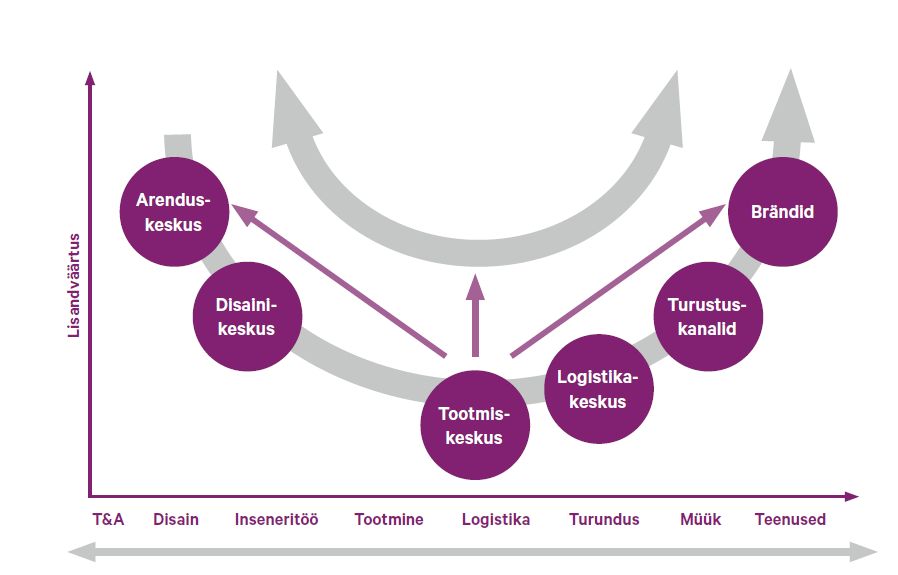 Arendus-
keskus
Brändid
Disaini-
keskus
Turustus-
kanalid
Logistika-
keskus
Tootmis-
keskus
Lisandväärtus
T&A Disain Inseneritöö Tootmine Logistika Turundus Müük Teenused